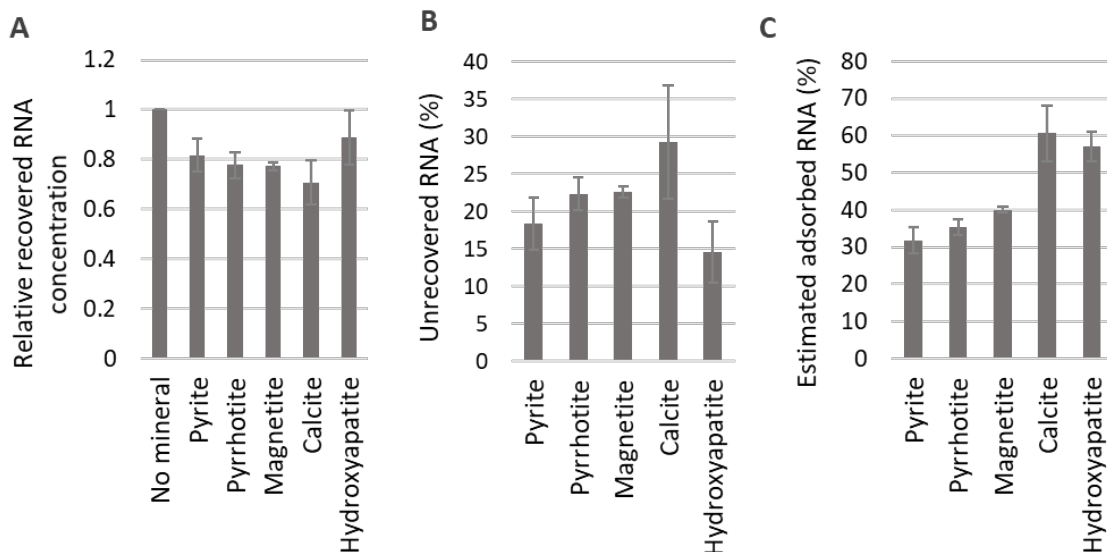 A
Relative recovered RNA
concentration
1.2
1
0.8
0.6
0.4
0.2
0
No mineral
Pyrite
Pyrrhotite
Magnetite
Calcite
Hydroxyapatite
B
Unrecovered RNA (%)
40
35
30
25
20
15
10
5
0
Pyrite
Pyrrhotite
Magnetite
Calcite
Hydroxyapatite
C
Estimated adsorbed RNA (%)
80
70
60
50
40
30
20
10
0
Pyrite
Pyrrhotite
Magnetite
Calcite
Hydroxyapatite